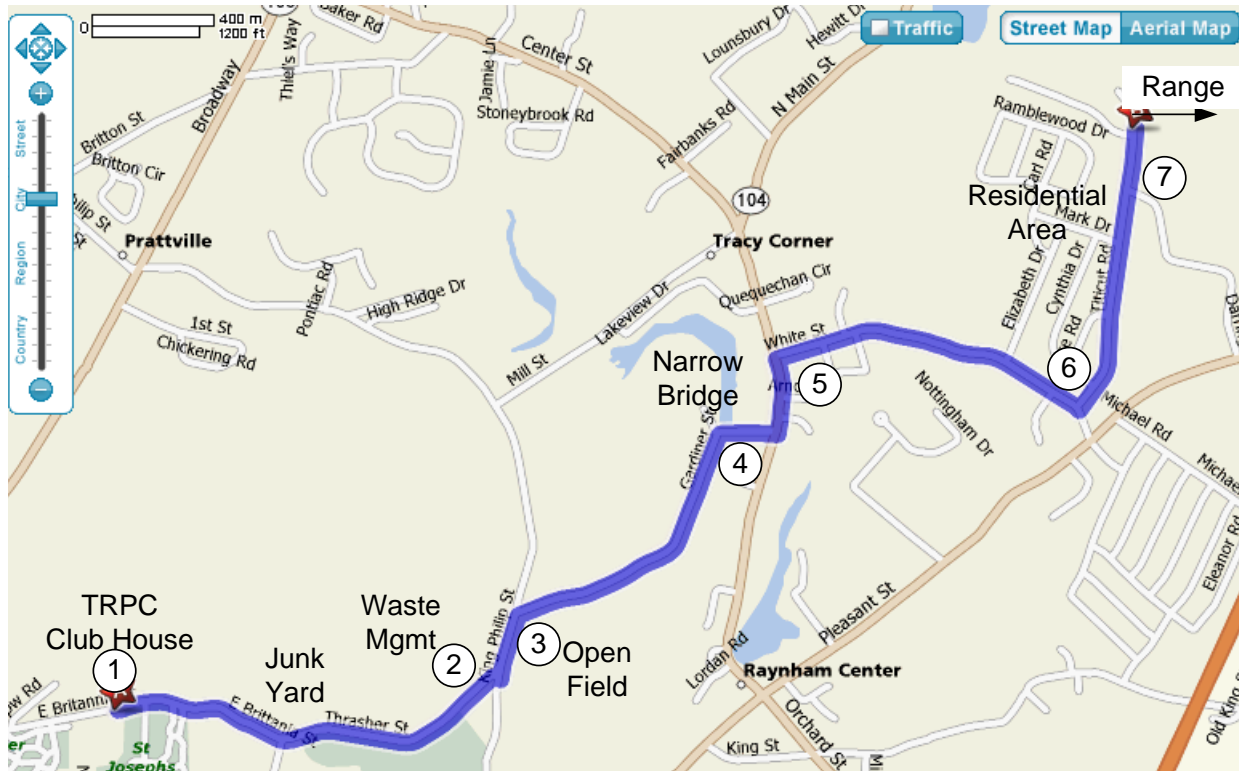 400 m
0
1200 ft
Traffic
Street Map
Aerial Map
Street
City
Region
Country
Baker Rd
Thiel's Way
Jamie Ln
Center St
Lounsbury Dr
Hewitt Dr
N Main St
Broadway
Stoneybrook Rd
Fairbanks Rd
Britton St
Britton Cir
Range
Ramblewood Dr
Carl Rd
7
Residential
Area
Mark Dr
104
Philip St
St
Prattville
Tracy Corner
Pontiac Rd
High Ridge Dr
Quequechan Cir
Lakeview Dr
Elizabeth Dr
Cynthia Dr
Titicut Rd
1st St
Chickering Rd
Mill St
White St
Narrow
Bridge
5
6
Nottingham Dr
Michael Rd
Gardiner St
4
Eleanor Rd
Pleasant St
TRPC
Club House
1
Waste
Mgmt
2
King Philip St
3
Open
Field
Junk
Yard
Lordan Rd
Raynham Center
E Brittania St
Thrasher St
Orchard St
King St
St
Josephs